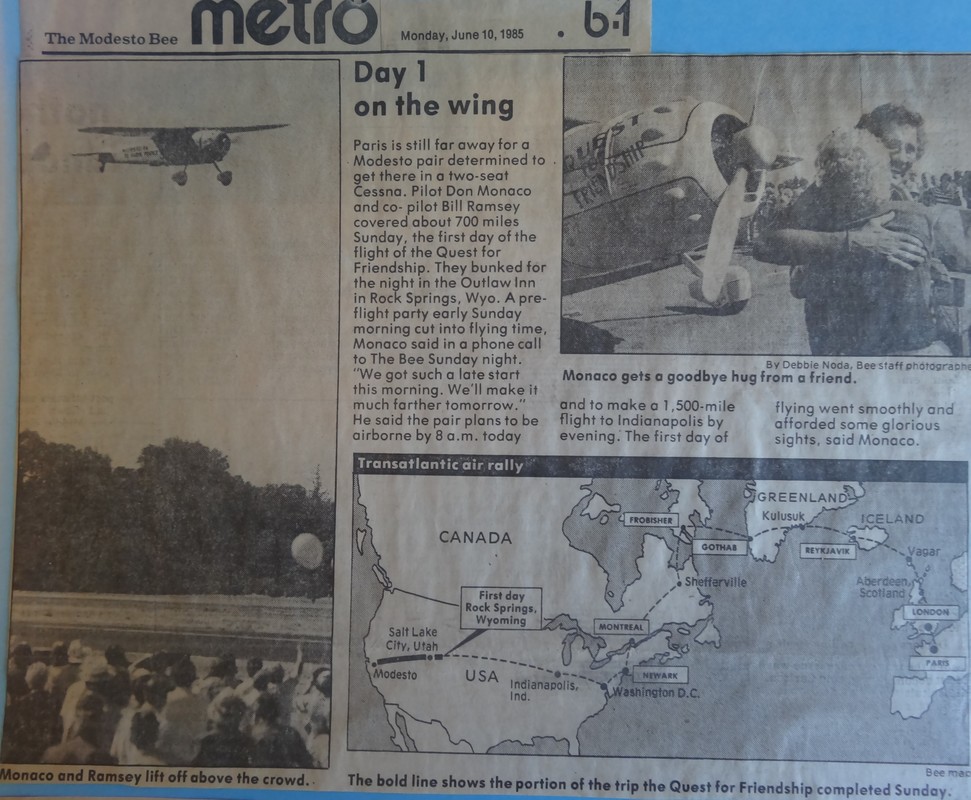 The Modesto Bee
metro
Monday, June 10, 1985
b-1
Day 1
on the wing
Paris is still far away for a
Modesto pair determined to
get there in a two-seat
Cessna. Pilot Don Monaco
and co- pilot Bill Ramsey
covered about 700 miles
Sunday, the first day of the
flight of the Quest for
Friendship. They bunked for
the night in the Outlaw Inn
in Rock Springs, Wyo. A pre-
flight party early Sunday
morning cut into flying time,
Monaco said in a phone call
to The Bee Sunday night.
"We got such a late start
this morning. We'll make it
much farther tomorrow."
He said the pair plans to be
airborne by 8 a.m. today
QUEST
FOR
FRIENDSHIP
By Debbie Noda, Bee staff photographe
Monaco gets a goodbye hug from a friend.
and to make a 1,500-mile
flight to Indianapolis by
evening. The first day of
flying went smoothly and
afforded some glorious
sights, said Monaco.
Transatlantic air rally
GREENLAND
Kulusuk
FROBISHER
ICELAND
CANADA
GOTHAB
REYKJAVIK
Vagar
Shefferville
Aberdeen,
Scotland
First day
Rock Springs,
Wyoming
LONDON
MONTREAL
Salt Lake
City, Utah
PARIS
Modesto
USA
NEWARK
Indianapolis,
Ind.
Washington D.C.
Bee map
Monaco and Ramsey lift off above the crowd.
The bold line shows the portion of the trip the Quest for Friendship completed Sunday.